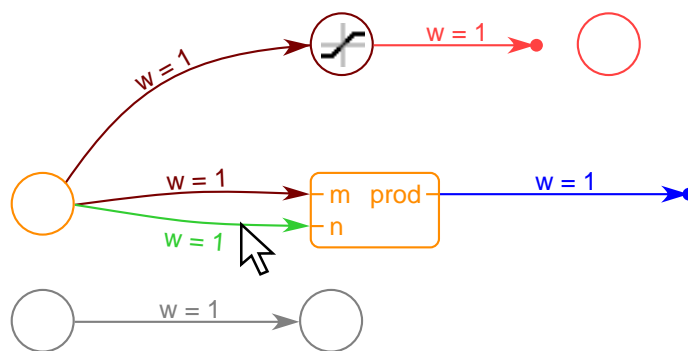 w = 1
w = 1
w = 1
m prod
w = 1
n
w = 1
w = 1